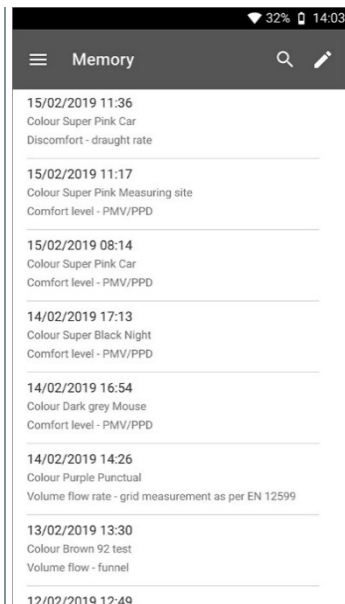 32% 14:03
Memory
15/02/2019 11:36
Colour Super Pink Car
Discomfort - draught rate
15/02/2019 11:17
Colour Super Pink Measuring site
Comfort level - PMV/PPD
15/02/2019 08:14
Colour Super Pink Car
Comfort level - PMV/PPD
14/02/2019 17:13
Colour Super Black Night
Comfort level - PMV/PPD
14/02/2019 16:54
Colour Dark grey Mouse
Comfort level - PMV/PPD
14/02/2019 14:26
Colour Purple Punctual
Volume flow rate - grid measurement as per EN 12599
13/02/2019 13:30
Colour Brown 92 test
Volume flow - funnel
12/02/2019 12:49